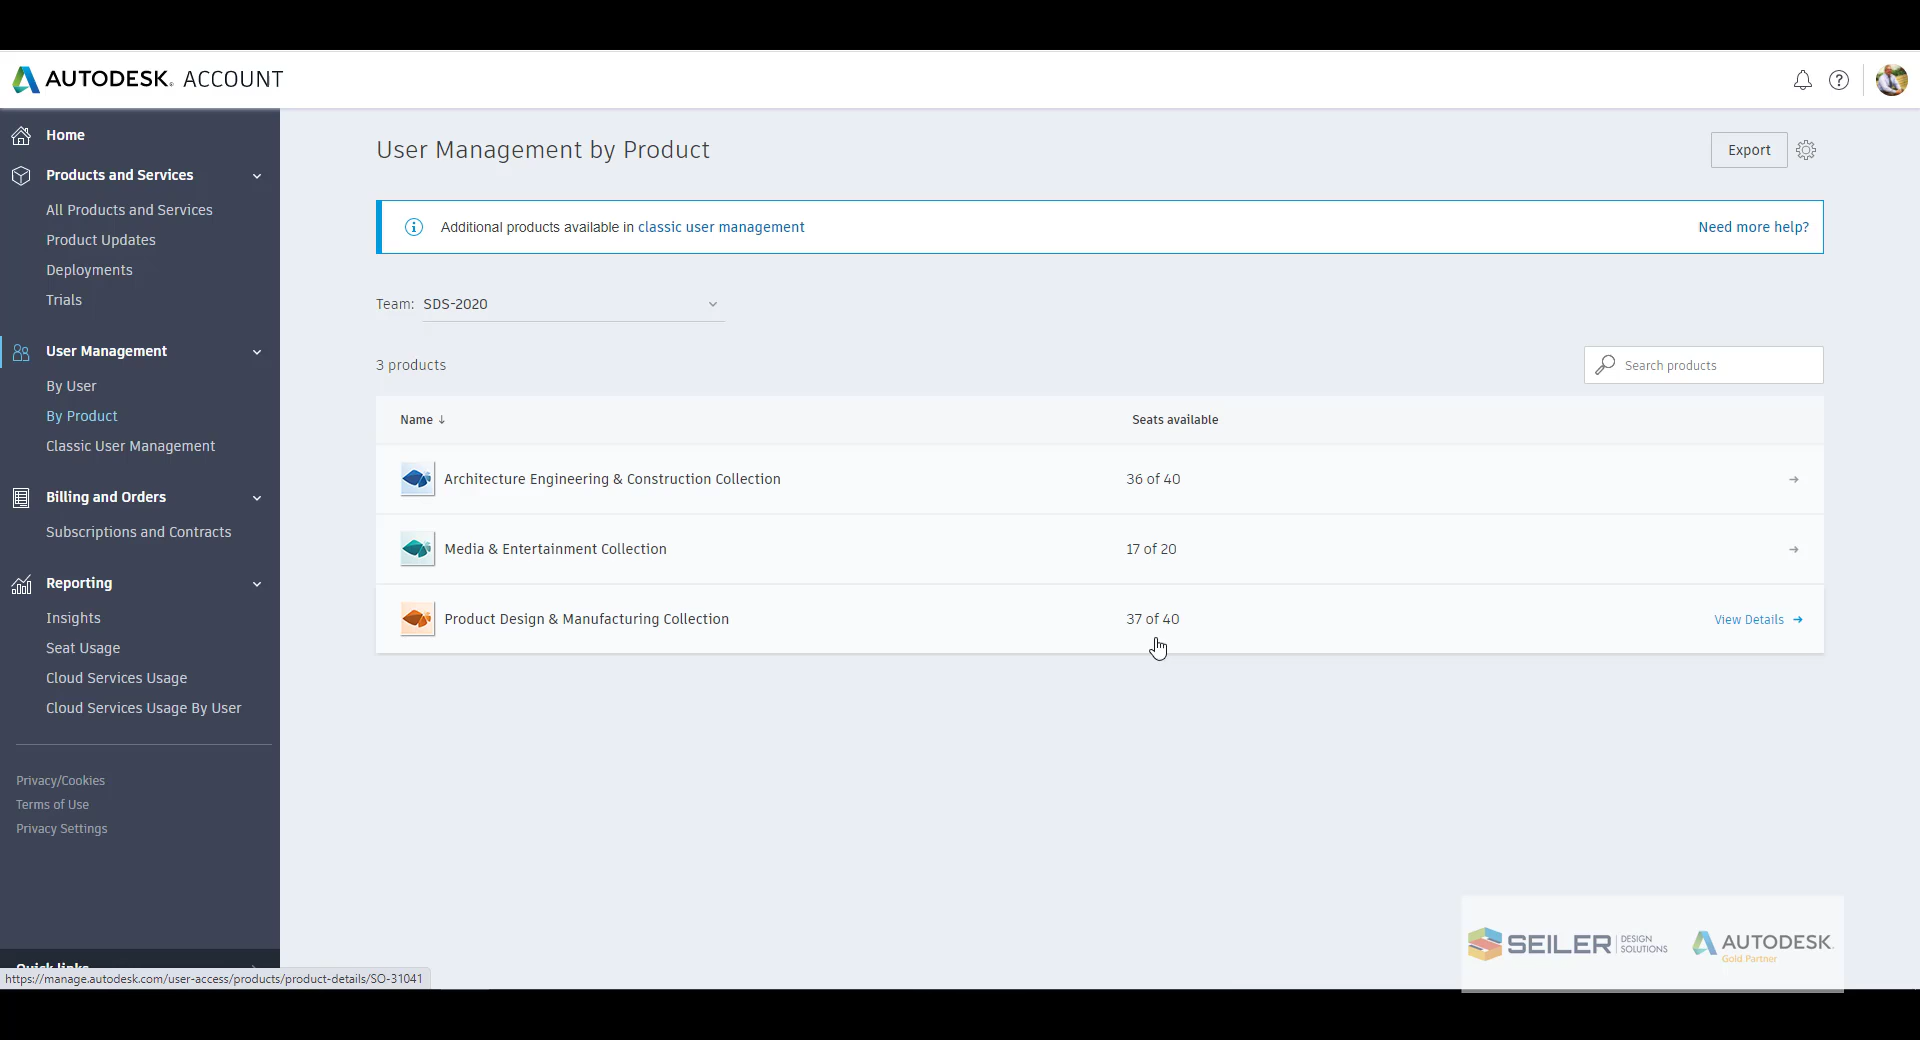 AUTODESK. ACCOUNT
Home
Products and Services
All Products and Services
Product Updates
Deployments
Trials
User Management
By User
By Product
Classic User Management
Billing and Orders
Subscriptions and Contracts
Reporting
Insights
Seat Usage
Cloud Services Usage
Cloud Services Usage By User
Privacy/Cookies
Terms of Use
Privacy Settings
Quick links
https://manage.autodesk.com/user-access/products/product-details/SO-31041
User Management by Product
Export
Additional products available in classic user management
Need more help?
Team: SDS-2020
3 products
Search products
Name ↓ Seats available
Architecture Engineering & Construction Collection 36 of 40 →
Media & Entertainment Collection 17 of 20 →
Product Design & Manufacturing Collection 37 of 40 View Details →
SEILER DESIGN SOLUTIONS
AUTODESK.
Gold Partner